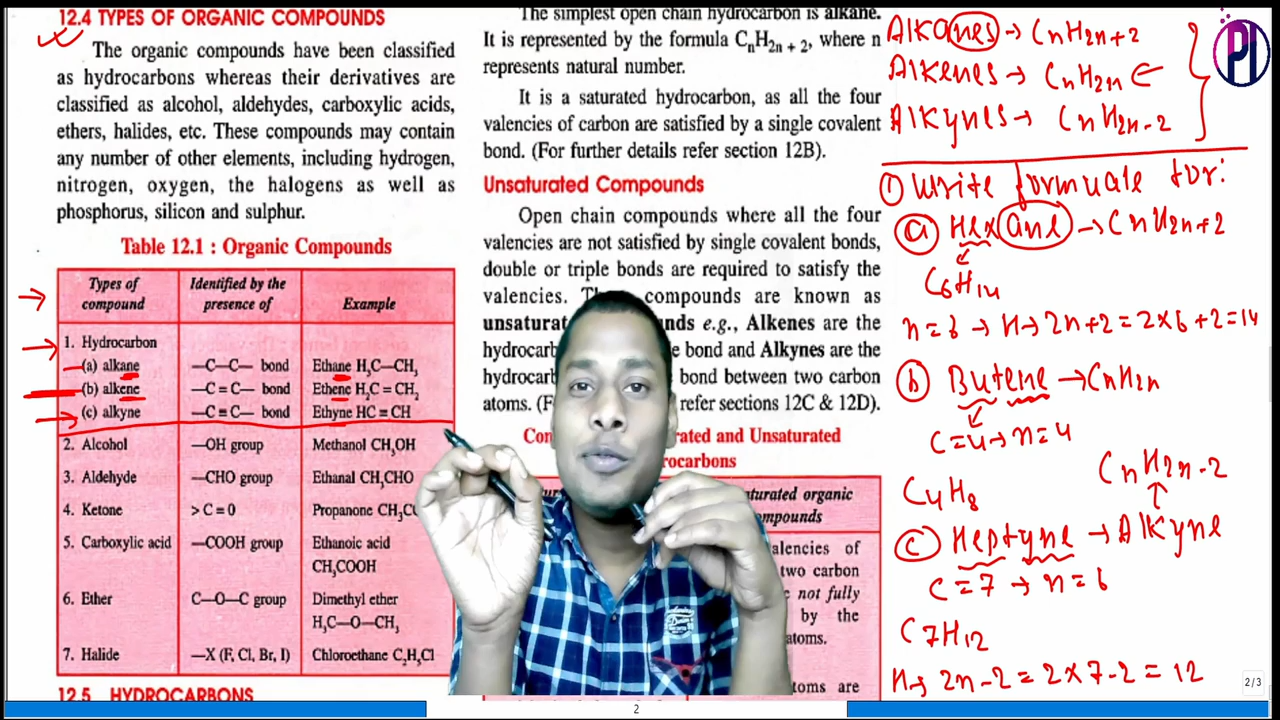 12.4 TYPES OF ORGANIC COMPOUNDS
The organic compounds have been classified
as hydrocarbons whereas their derivatives are
classified as alcohol, aldehydes, carboxylic acids,
ethers, halides, etc. These compounds may contain
any number of other elements, including hydrogen,
nitrogen, oxygen, the halogens as well as
phosphorus, silicon and sulphur.
Table 12.1 : Organic Compounds
Types of compound | Identified by the presence of | Example
1. Hydrocarbon
(a) alkane —C—C— bond Ethane H₃C—CH₃
(b) alkene —C = C— bond Ethene H₂C = CH₂
(c) alkyne —C ≡ C— bond Ethyne HC ≡ CH
2. Alcohol —OH group Methanol CH₃OH
3. Aldehyde —CHO group Ethanal CH₃CHO
4. Ketone > C = 0 Propanone
5. Carboxylic acid —COOH group Ethanoic acid
CH₃COOH
6. Ether C—O—C group Dimethyl ether
H₃C—O—CH₃
7. Halide —X (F, Cl, Br, I) Chloroethane C₂H₅Cl
12.5 HYDROCARBONS
The simplest open chain hydrocarbon is alkane.
It is represented by the formula CₙH₂ₙ ₊ ₂, where n
represents natural number.
It is a saturated hydrocarbon, as all the four
valencies of carbon are satisfied by a single covalent
bond. (For further details refer section 12B).
Unsaturated Compounds
Open chain compounds where all the four
valencies are not satisfied by single covalent bonds,
double or triple bonds are required to satisfy the
valencies. compounds are known as
e.g., Alkenes are the
bond and Alkynes are the
bond between two carbon
atoms. refer sections 12C & 12D).
and Unsaturated
organic
valencies of
two carbon
not fully
by the
atoms.
atoms are
2
Alkanes → CnH2n+2
Alkenes → CnH2n ←
Alkynes → CnH2n-2
① Write formuale for:
ⓐ Hexane → CnH2n+2
C6H14
n=6 → H → 2n+2 = 2×6+2=14
ⓑ Butene → CnH2n
C=4→n=4
CnH2n-2
C4H8
ⓒ Heptyne → Alkyne
C=7 → n=6
C7H12
H→ 2n-2 = 2×7-2 = 12
PI
2/3